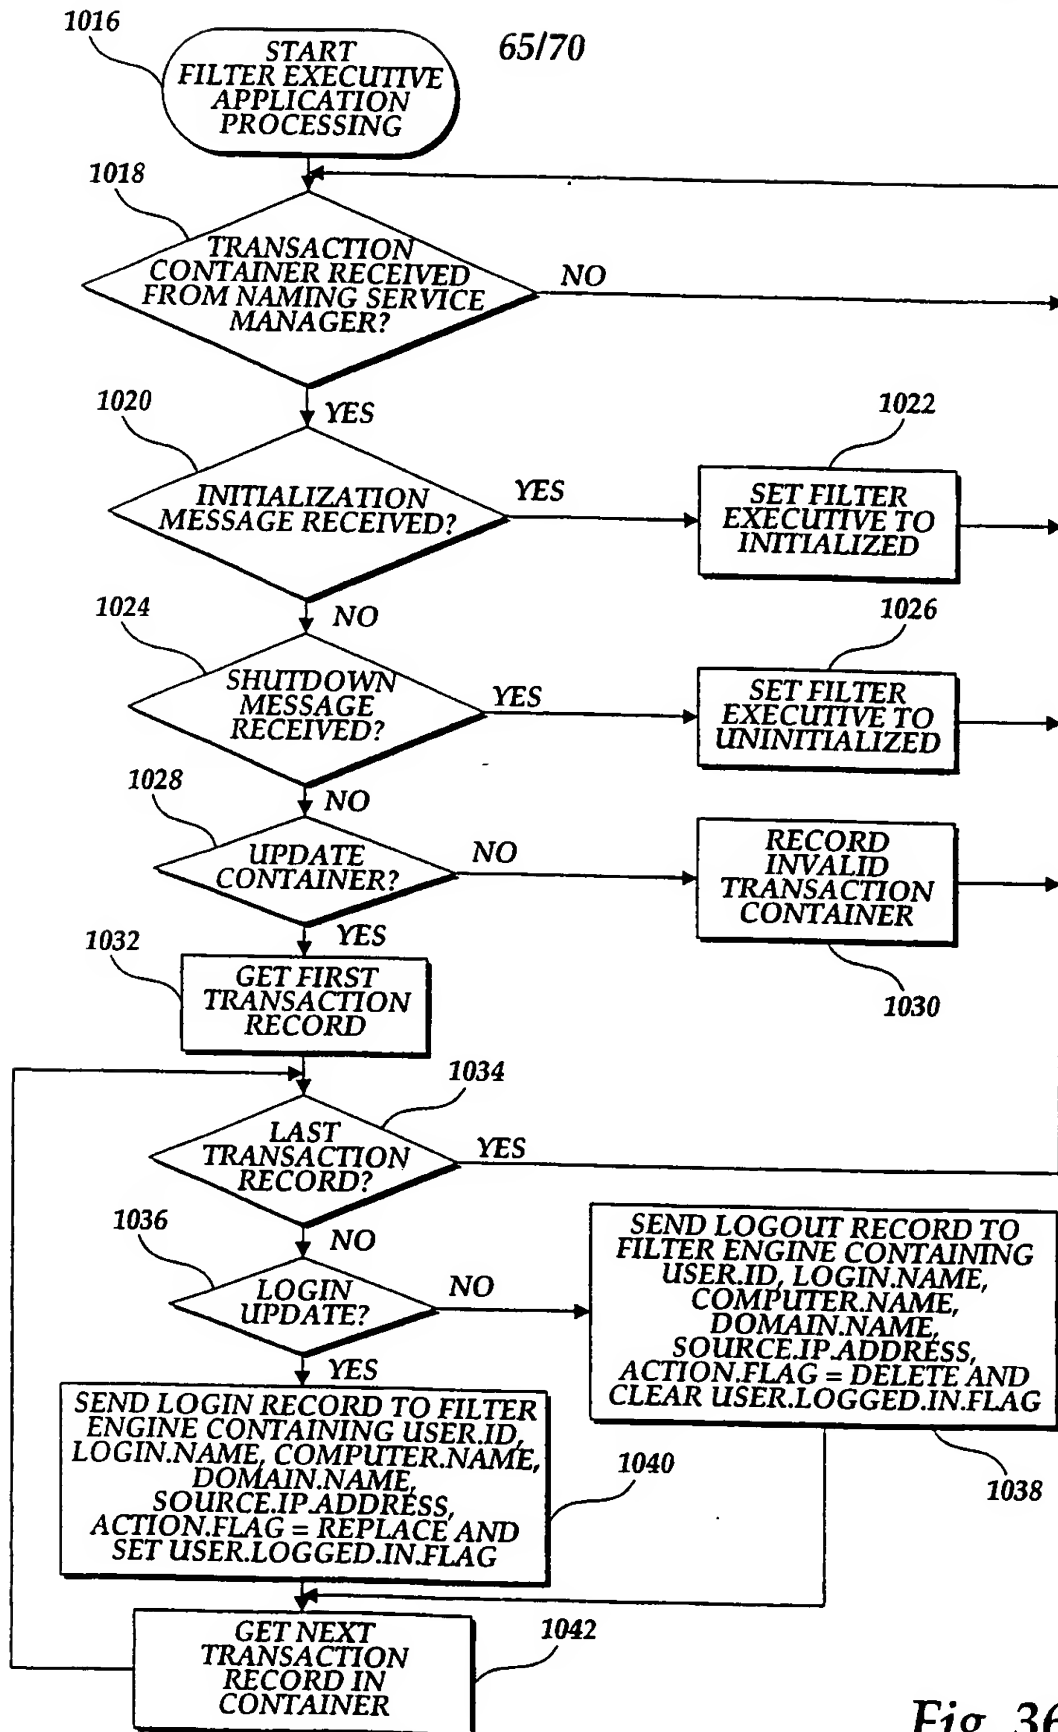 1016
START
FILTER EXECUTIVE
APPLICATION
PROCESSING
65/70
1018
TRANSACTION
CONTAINER RECEIVED
FROM NAMING SERVICE
MANAGER?
NO
YES
1020
INITIALIZATION
MESSAGE RECEIVED?
YES
1022
SET FILTER
EXECUTIVE TO
INITIALIZED
NO
1024
SHUTDOWN
MESSAGE
RECEIVED?
YES
1026
SET FILTER
EXECUTIVE TO
UNINITIALIZED
NO
1028
UPDATE
CONTAINER?
NO
RECORD
INVALID
TRANSACTION
CONTAINER
1030
YES
1032
GET FIRST
TRANSACTION
RECORD
1034
LAST
TRANSACTION
RECORD?
YES
NO
1036
LOGIN
UPDATE?
NO
SEND LOGOUT RECORD TO
FILTER ENGINE CONTAINING
USER.ID, LOGIN.NAME,
COMPUTER.NAME,
DOMAIN.NAME,
SOURCE.IP.ADDRESS,
ACTION.FLAG = DELETE AND
CLEAR USER.LOGGED.IN.FLAG
1038
YES
SEND LOGIN RECORD TO FILTER
ENGINE CONTAINING USER.ID,
LOGIN.NAME, COMPUTER.NAME,
DOMAIN.NAME,
SOURCE.IP.ADDRESS,
ACTION.FLAG = REPLACE AND
SET USER.LOGGED.IN.FLAG
1040
GET NEXT
TRANSACTION
RECORD IN
CONTAINER
1042
Fig. 36